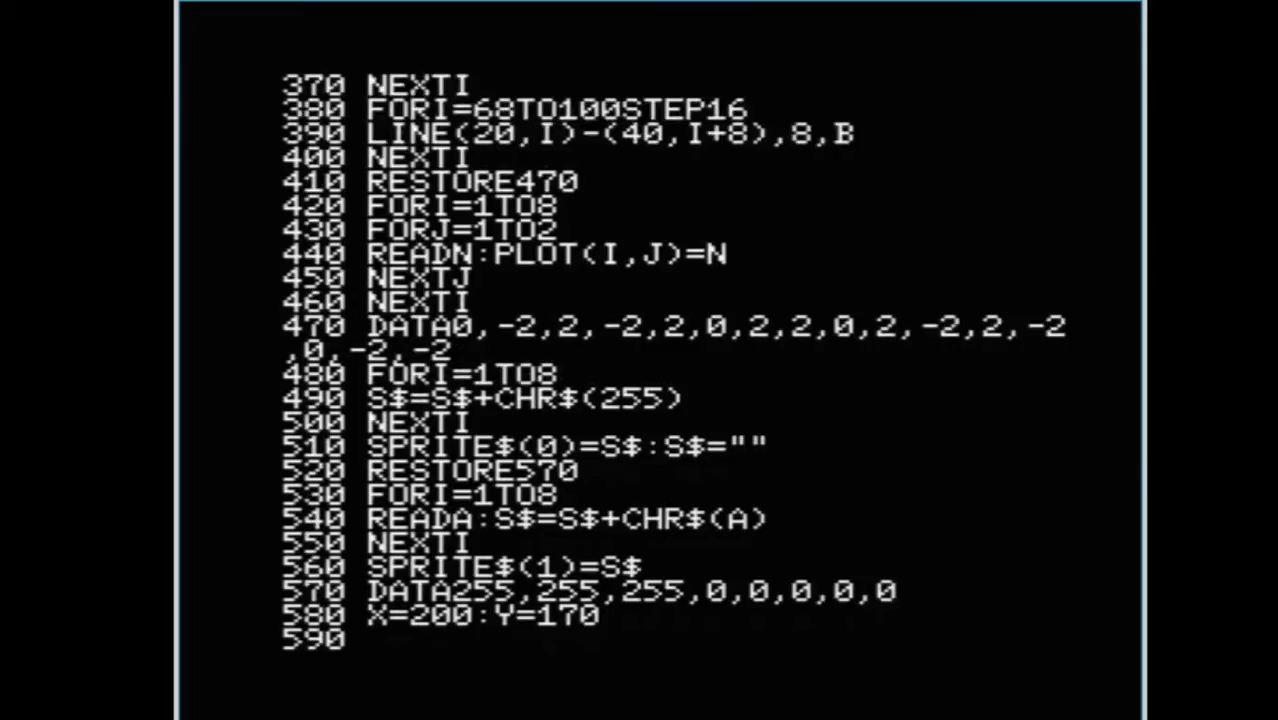 370 NEXTI
380 FORI=68TO100STEP16
390 LINE(20,I)-(40,I+8),8,B
400 NEXTI
410 RESTORE470
420 FORI=1TO8
430 FORJ=1TO2
440 READN:PLOT(I,J)=N
450 NEXTJ
460 NEXTI
470 DATA0,-2,2,-2,2,0,2,2,0,2,-2,2,-2
,0,-2,-2
480 FORI=1TO8
490 S$=S$+CHR$(255)
500 NEXTI
510 SPRITE$(0)=S$:S$=""
520 RESTORE570
530 FORI=1TO8
540 READA:S$=S$+CHR$(A)
550 NEXTI
560 SPRITE$(1)=S$
570 DATA255,255,255,0,0,0,0,0
580 X=200:Y=170
590